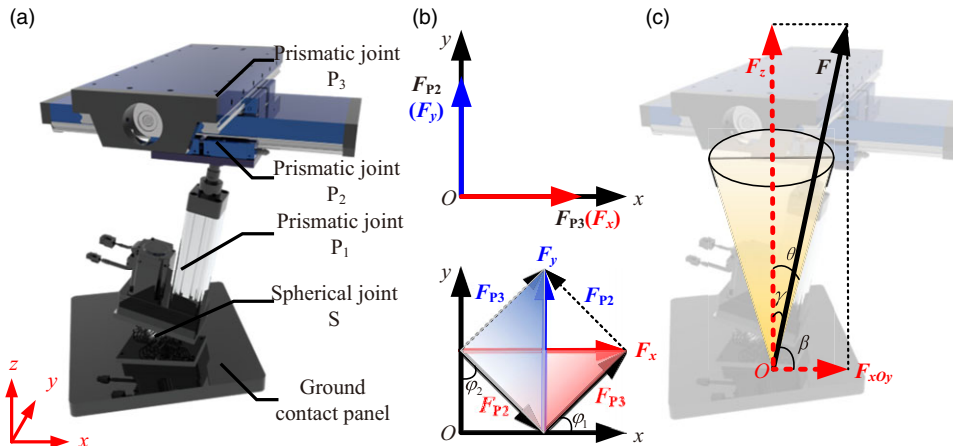 (a)
Prismatic joint
P3
Prismatic joint
P2
Prismatic joint
P1
Spherical joint
S
Ground
contact panel
z
y
x
(b)
y
FP2
(Fy)
O
FP3(Fx)
x
y
Fy
FP3
FP2
Fx
φ2
FP2
FP3
φ1
O
x
(c)
Fz
F
θ
γ
β
O
FxOy